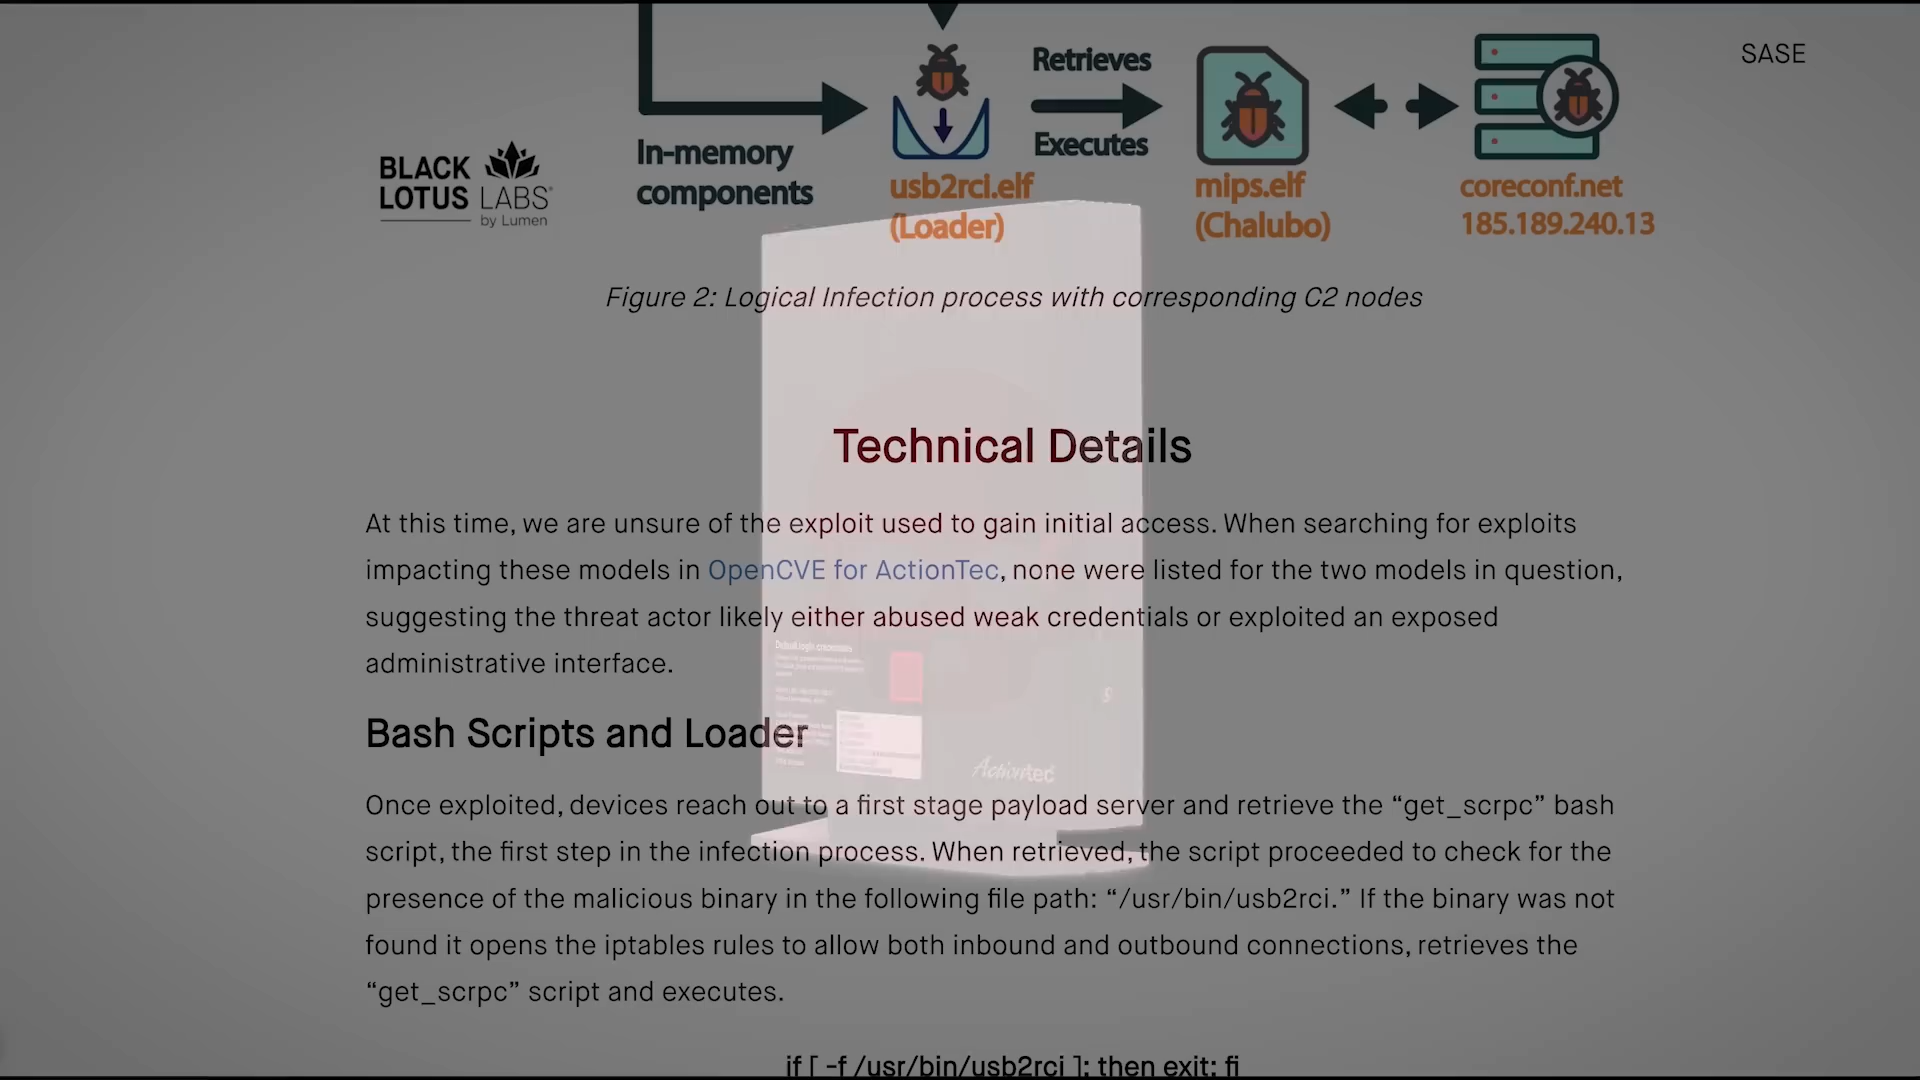 SASE
Retrieves
Executes
In-memory
components
usb2rci.elf
(Loader)
mips.elf
(Chalubo)
coreconf.net
185.189.240.13
BLACK
LOTUS LABS
by Lumen
Figure 2: Logical Infection process with corresponding C2 nodes
Technical Details
At this time, we are unsure of the exploit used to gain initial access. When searching for exploits
impacting these models in OpenCVE for ActionTec, none were listed for the two models in question,
suggesting the threat actor likely either abused weak credentials or exploited an exposed
administrative interface.
Default login credentials
Bash Scripts and Loader
Actiontec
Once exploited, devices reach out to a first stage payload server and retrieve the “get_scrpc” bash
script, the first step in the infection process. When retrieved, the script proceeded to check for the
presence of the malicious binary in the following file path: “/usr/bin/usb2rci.” If the binary was not
found it opens the iptables rules to allow both inbound and outbound connections, retrieves the
“get_scrpc” script and executes.
if [ -f /usr/bin/usb2rci ]; then exit; fi